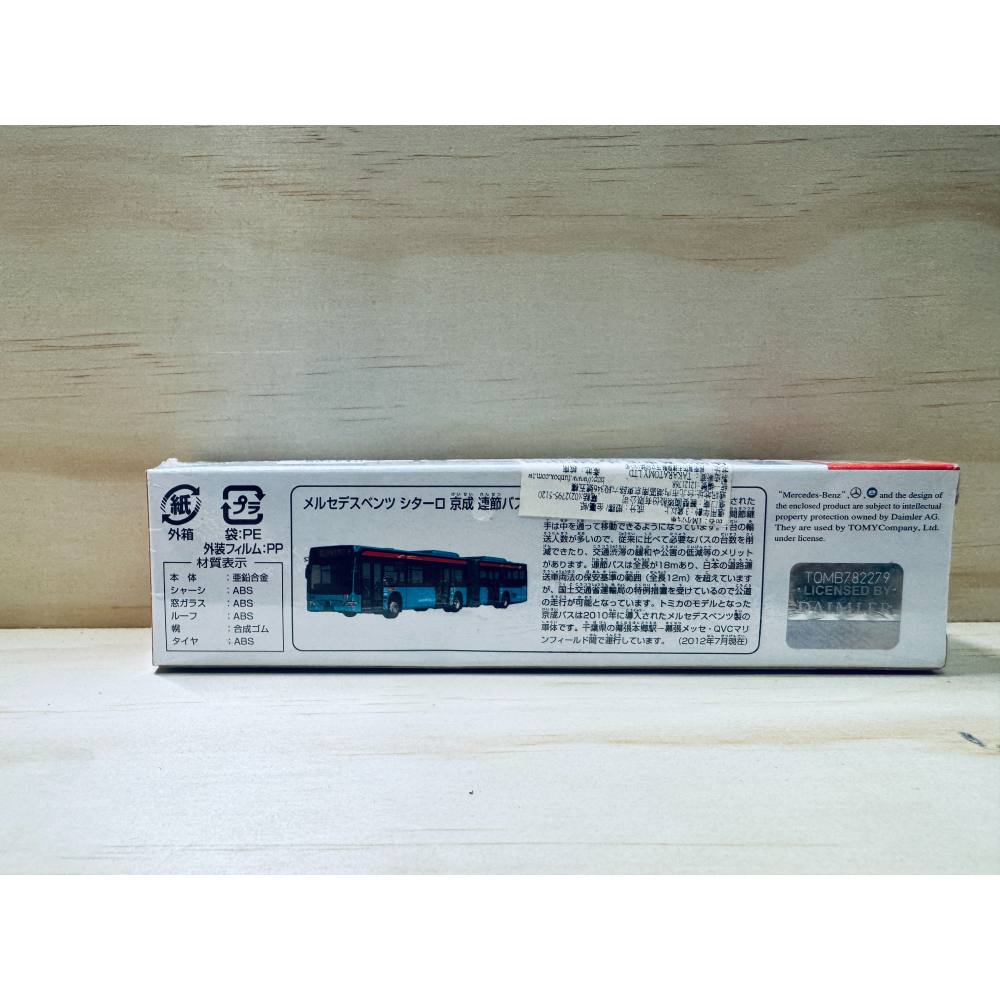 紙
外箱
プラ
袋:PE
外装フィルム:PP
材質表示
本体:亜鉛合金
シャーシ:ABS
窓ガラス:ABS
ルーフ:ABS
幌:合成ゴム
タイヤ:ABS
メルセデスベンツ シターロ 京成 連節バス
された
間節離
手は中を通って移動できるようになっています。1台の輸
送人数が多いので、従来に比べて必要なバスの台数を削
減できたり、交通渋滞の緩和や公害の低減等のメリット
があります。連節バスは全長が18mあり、日本の道路運
送車両法の保安基準の範囲(全長12m)を超えています
が、国土交通省運輸局の特例措置を受けているので公道
の走行が可能となっています。トミカのモデルとなった
京成バスは2010年に導入されたメルセデスベンツ製の
車体です。千葉県の幕張本郷駅ー幕張メッセ・QVCマリ
ンフィールド間で運行しています。(2012年7月現在)
TAKARATOMY LTD
http://www.funbox.com.tw
"Mercedes-Benz", and the design of
the enclosed product are subject to intellectual
property protection owned by Daimler AG.
They are used by TOMYCompany, Ltd.
under license.
TOMB782279
LICENSED BY
DAIMLER